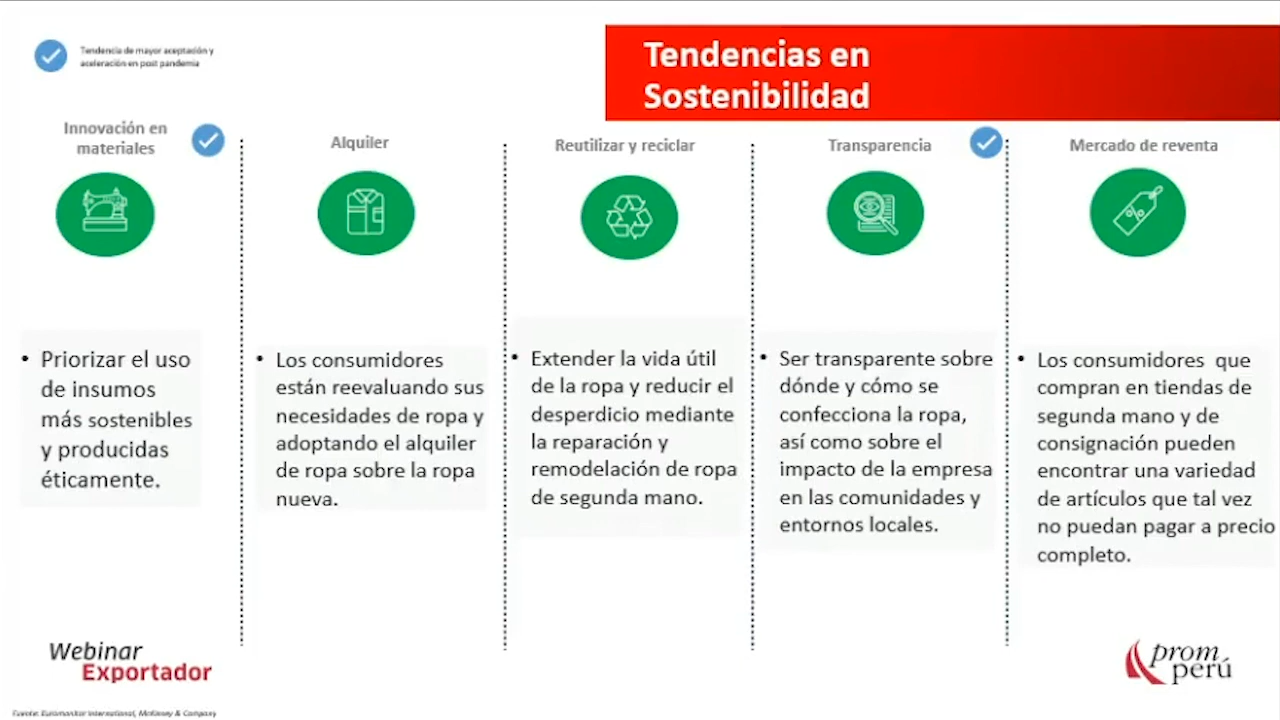 Tendencia de mayor aceptación y
aceleración en post pandemia
Tendencias en
Sostenibilidad
Innovación en
materiales
Alquiler
Reutilizar y reciclar
Transparencia
Mercado de reventa
• Priorizar el uso
de insumos
más sostenibles
y producidas
éticamente.
• Los consumidores
están reevaluando sus
necesidades de ropa y
adoptando el alquiler
de ropa sobre la ropa
nueva.
• Extender la vida útil
de la ropa y reducir el
desperdicio mediante
la reparación y
remodelación de ropa
de segunda mano.
• Ser transparente sobre
dónde y cómo se
confecciona la ropa,
así como sobre el
impacto de la empresa
en las comunidades y
entornos locales.
• Los consumidores que
compran en tiendas de
segunda mano y de
consignación pueden
encontrar una variedad
de artículos que tal vez
no puedan pagar a precio
completo.
Webinar
Exportador
prom
perú
Fuente: Euromonitor International, McKinsey & Company